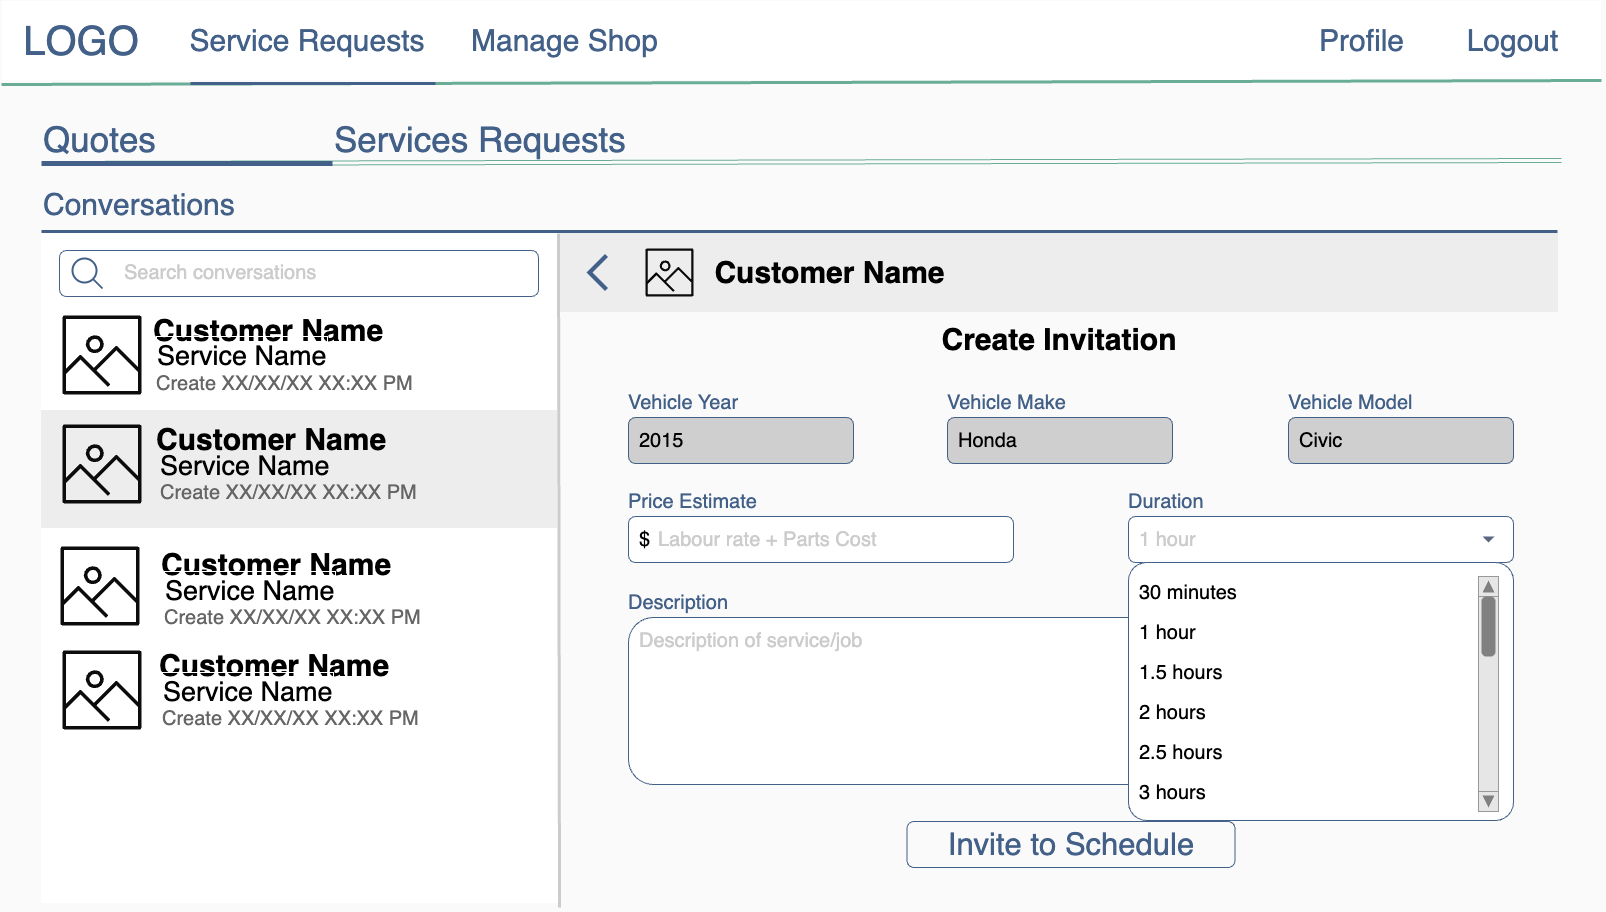 LOGO Service Requests Manage Shop Profile Logout
Quotes Services Requests
Conversations
Search conversations
Customer Name
Service Name
Create XX/XX/XX XX:XX PM
Customer Name
Service Name
Create XX/XX/XX XX:XX PM
Customer Name
Service Name
Create XX/XX/XX XX:XX PM
Customer Name
Service Name
Create XX/XX/XX XX:XX PM
Customer Name
Create Invitation
Vehicle Year Vehicle Make Vehicle Model
2015 Honda Civic
Price Estimate Duration
$ Labour rate + Parts Cost 1 hour
30 minutes
1 hour
1.5 hours
2 hours
2.5 hours
3 hours
Description
Description of service/job
Invite to Schedule